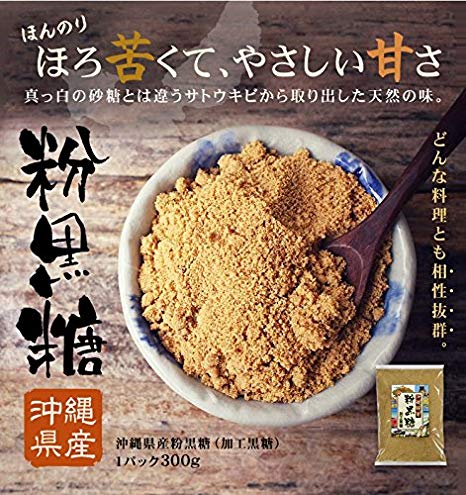 ほんのり
ほろ苦くて、やさしい甘さ
真っ白の砂糖とは違うサトウキビから取り出した天然の味。
どんな料理とも相性抜群。
粉黒糖
沖縄
県産
沖縄県産粉黒糖（加工黒糖）
1パック300g
粉黒糖